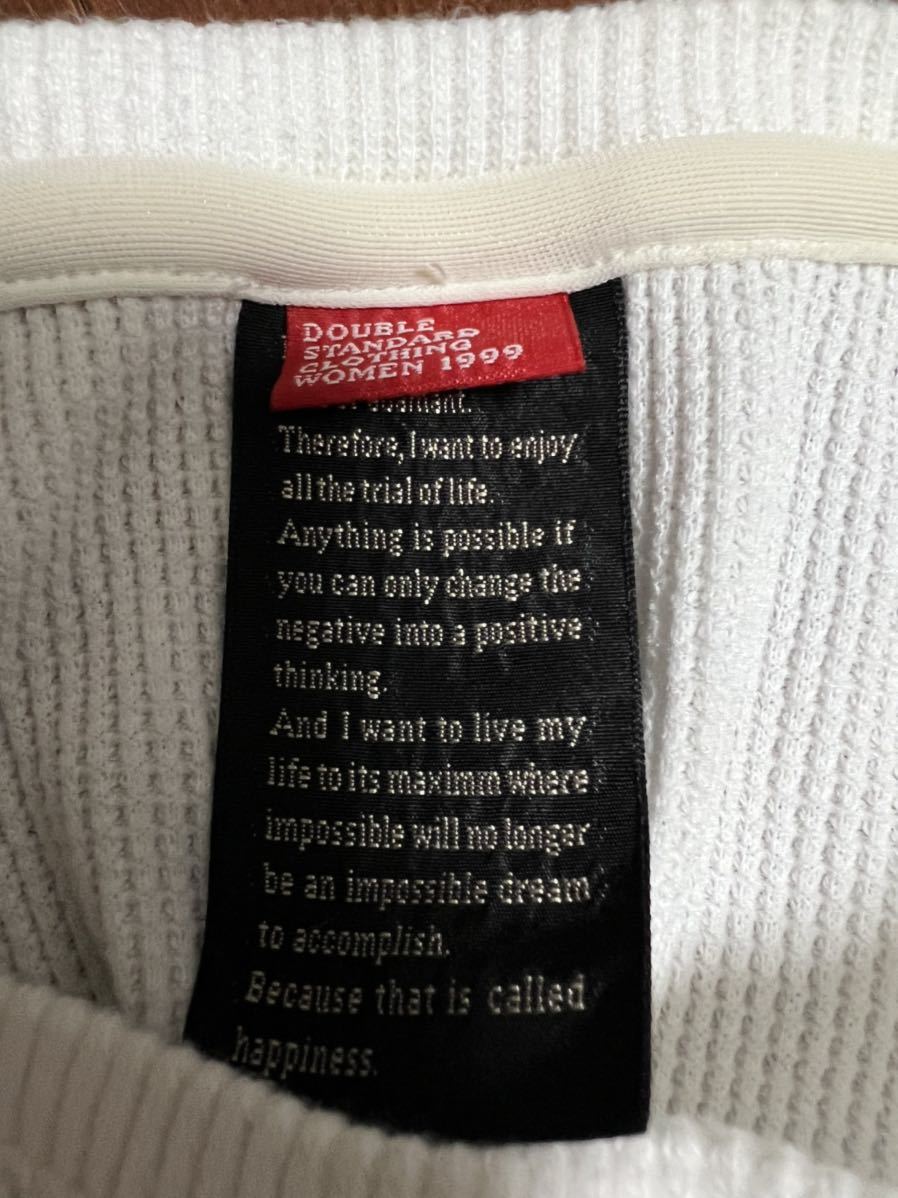 DOUBLE
STANDARD
CLOTHING
WOMEN 1999
Therefore, I want to enjoy
all the trial of life.
Anything is possible if
you can only change the
negative into a positive
thinking.
And I want to live my
life to its maximm where
impossible will no longer
be an impossible dream
to accomplish.
Because that is called
happiness.